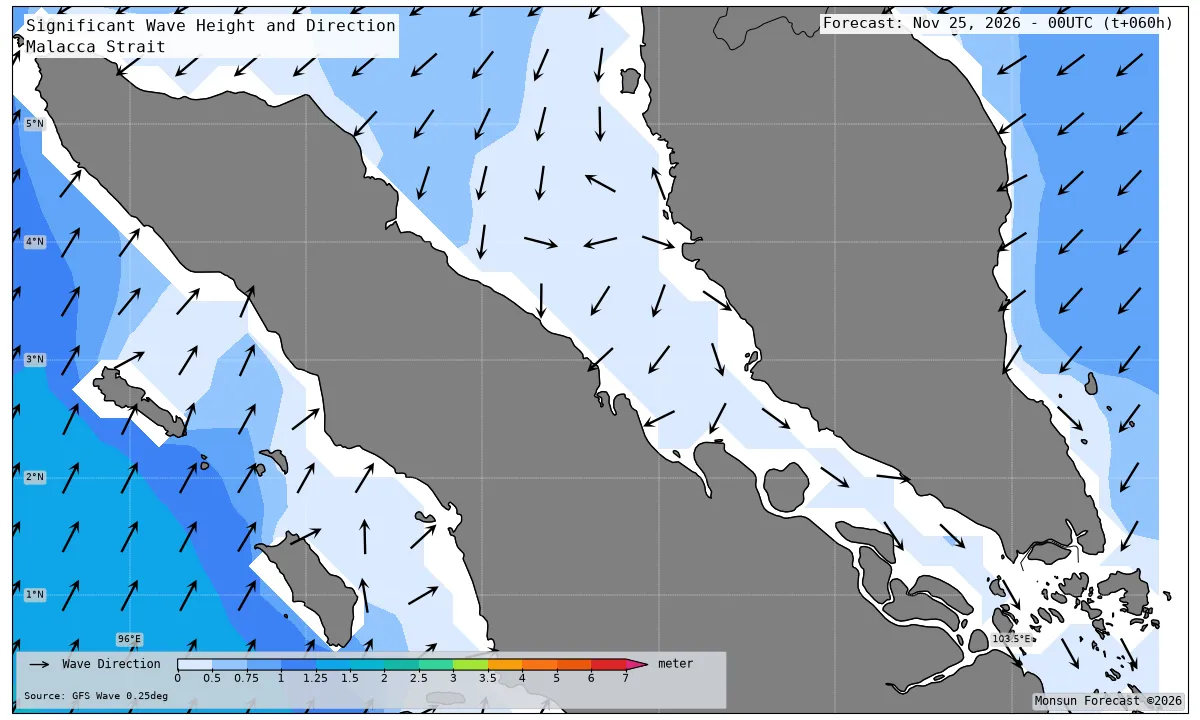 Significant Wave Height and Direction
Malacca Strait
Forecast: Nov 25, 2026 - 00UTC (t+060h)
5°N
4°N
3°N
2°N
1°N
96°E
103.5°E
Wave Direction
0 0.5 0.75 1 1.25 1.5 2 2.5 3 3.5 4 5 6 7
meter
Source: GFS Wave 0.25deg
Monsun Forecast ©2026